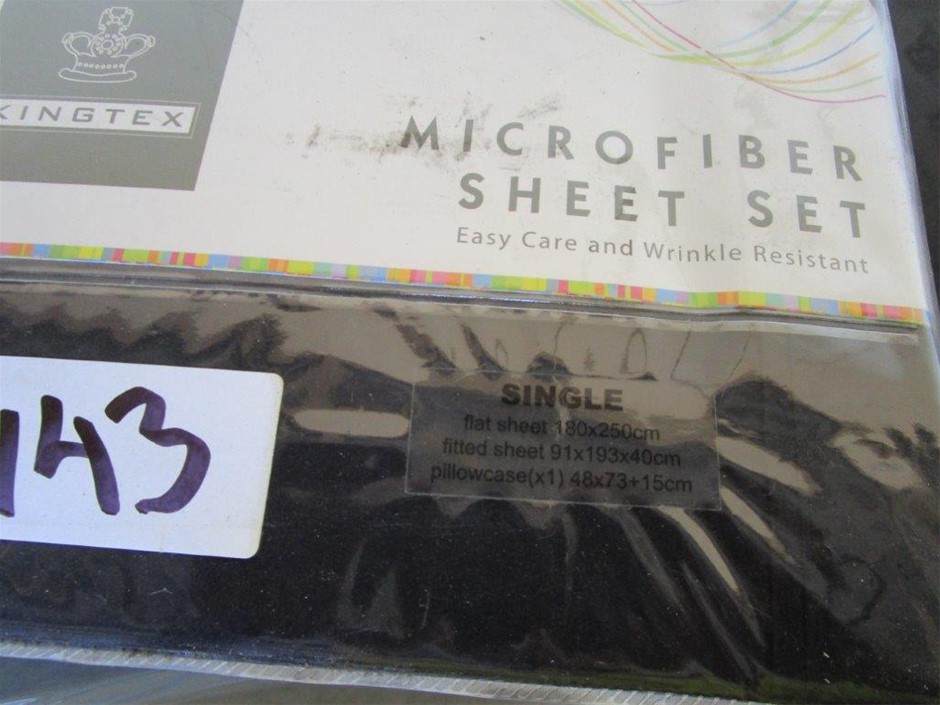 KINGTEX
MICROFIBER
SHEET SET
Easy Care and Wrinkle Resistant
SINGLE
flat sheet 180x250cm
fitted sheet 91x193x40cm
pillowcase(x1) 48x73+15cm
143